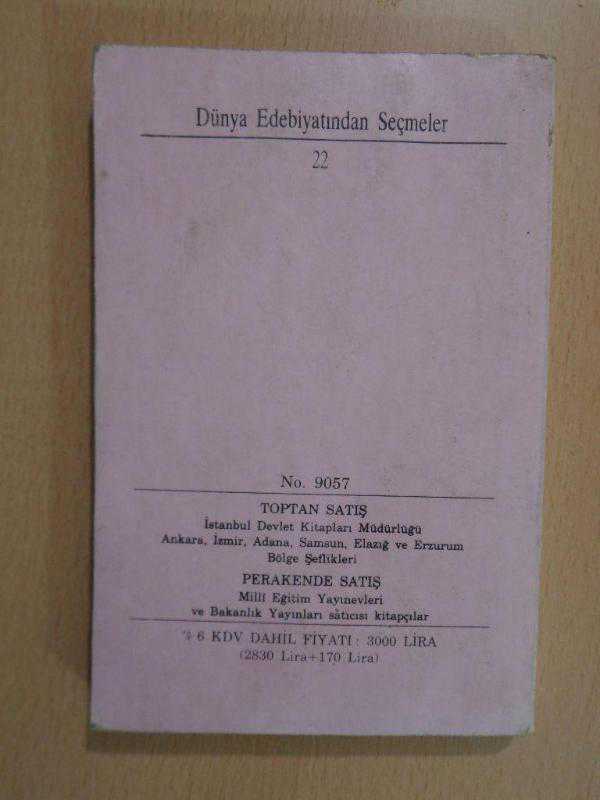 Dünya Edebiyatından Seçmeler
22
No. 9057
TOPTAN SATIŞ
İstanbul Devlet Kitapları Müdürlüğü
Ankara, İzmir, Adana, Samsun, Elazığ ve Erzurum
Bölge Şeflikleri
PERAKENDE SATIŞ
Millî Eğitim Yayınevleri
ve Bakanlık Yayınları sâtıcısı kitapçılar
% 6 KDV DAHİL FİYATI: 3000 LİRA
(2830 Lira+170 Lira)